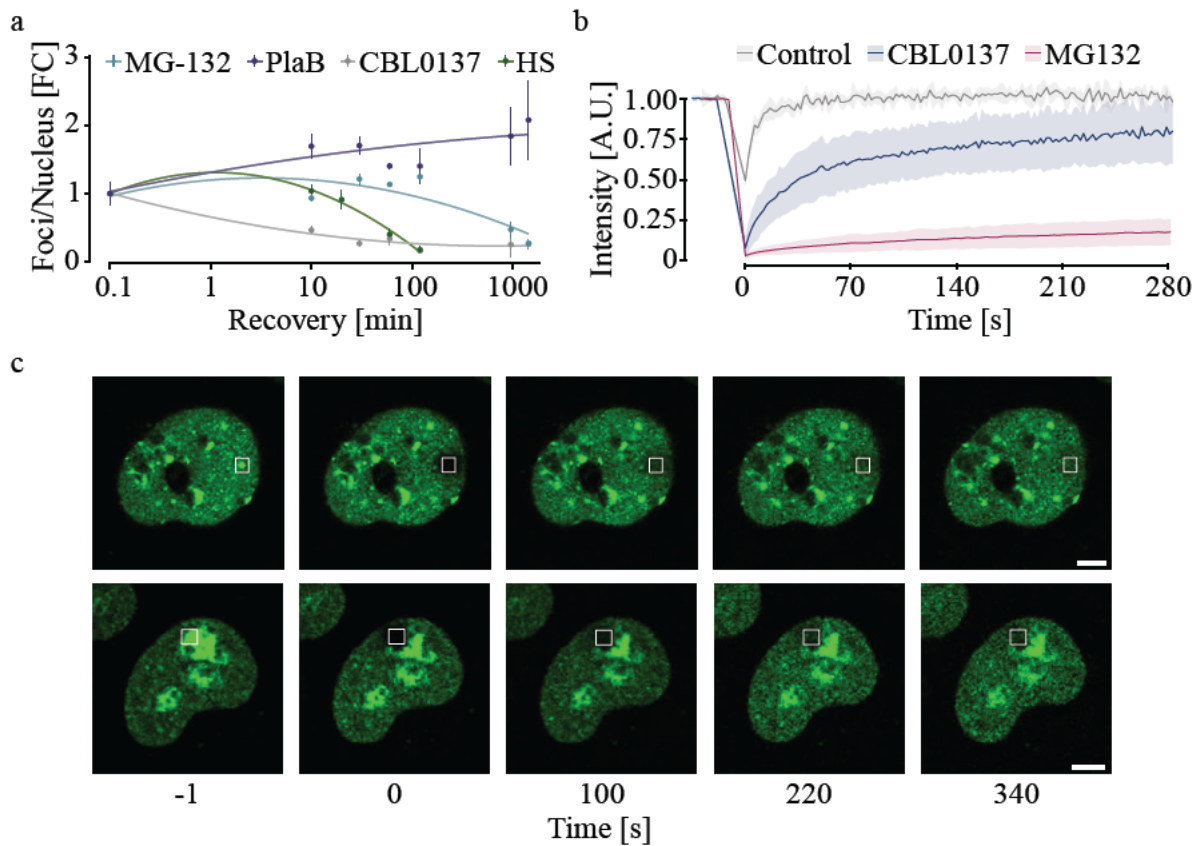 a
MG-132 PlaB CBL0137 HS
Foci/Nucleus [FC]
3
2
1
0
0.1 1 10 100 1000
Recovery [min]
b
Control CBL0137 MG132
Intensity [A.U.]
1.00
0.75
0.50
0.25
0
0 70 140 210 280
Time [s]
c
-1 0 100 220 340
Time [s]